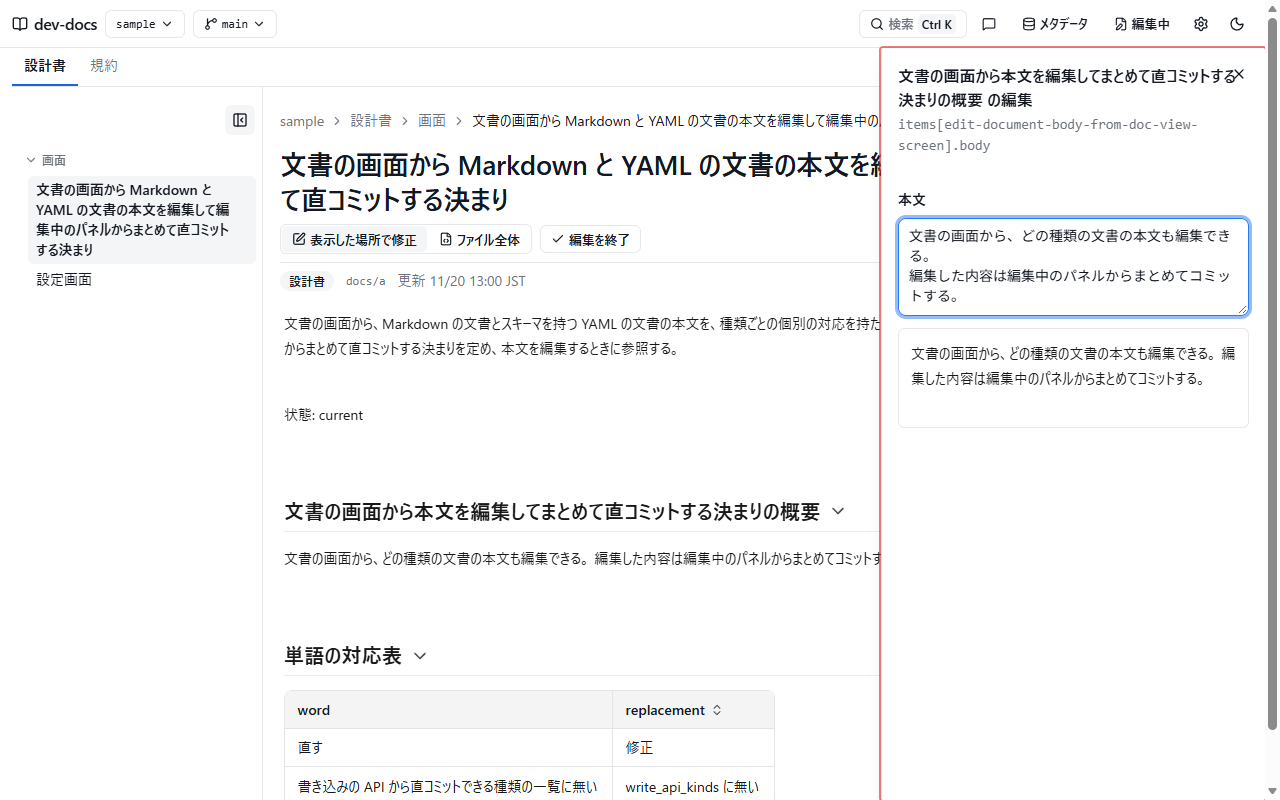 dev-docs sample main 検索 Ctrl K メタデータ 編集中
設計書 規約
画面
文書の画面から Markdown と
YAML の文書の本文を編集して編
集中のパネルからまとめて直コミット
する決まり
設定画面
sample > 設計書 > 画面 > 文書の画面から Markdown と YAML の文書の本文を編集して編集中の
文書の画面から Markdown と YAML の文書の本文を
て直コミットする決まり
表示した場所で修正 ファイル全体 編集を終了
設計書 docs/a 更新 11/20 13:00 JST
文書の画面から、Markdown の文書とスキーマを持つ YAML の文書の本文を、種類ごとの個別の対応を持た
からまとめて直コミットする決まりを定め、本文を編集するときに参照する。
状態: current
文書の画面から本文を編集してまとめて直コミットする決まりの概要
文書の画面から、どの種類の文書の本文も編集できる。 編集した内容は編集中のパネルからまとめてコミットす
単語の対応表
word replacement
直す 修正
書き込みの API から直コミットできる種類の一覧に無い write_api_kinds に無い
文書の画面から本文を編集してまとめて直コミットする
決まりの概要 の編集
items[edit-document-body-from-doc-view-
screen].body
本文
文書の画面から、どの種類の文書の本文も編集でき
る。
編集した内容は編集中のパネルからまとめてコミッ
トする。
文書の画面から、どの種類の文書の本文も編集できる。 編
集した内容は編集中のパネルからまとめてコミットする。